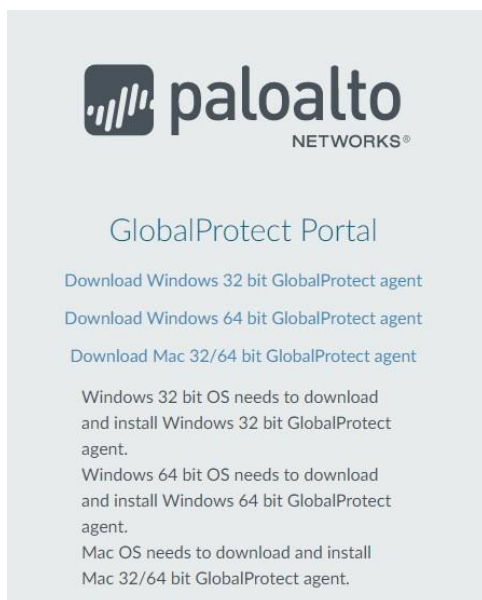 paloalto
NETWORKS®
GlobalProtect Portal
Download Windows 32 bit GlobalProtect agent
Download Windows 64 bit GlobalProtect agent
Download Mac 32/64 bit GlobalProtect agent
Windows 32 bit OS needs to download
and install Windows 32 bit GlobalProtect
agent.
Windows 64 bit OS needs to download
and install Windows 64 bit GlobalProtect
agent.
Mac OS needs to download and install
Mac 32/64 bit GlobalProtect agent.